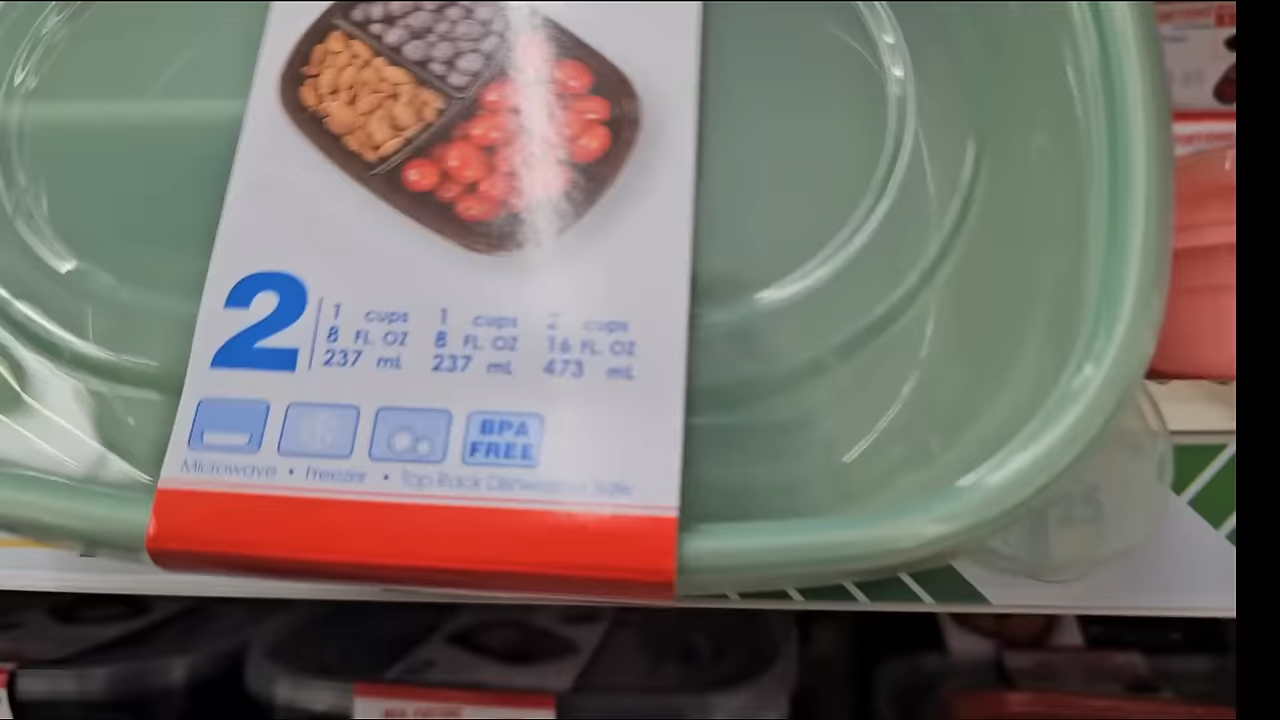 2
1 cups 1 cups 2 cups
8 FL. OZ 8 FL. OZ 16 FL. OZ
237 mL 237 mL 473 mL
BPA
FREE
Microwave • Freezer • Top Rack Dishwasher Safe